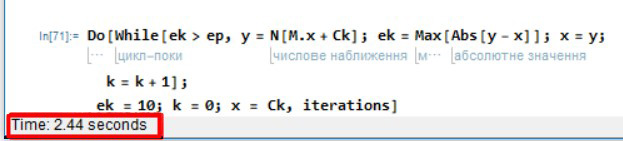 In[71]:= Do[While[ek > ep, y = N[M.x + Ck]; ek = Max[Abs[y - x]]; x = y;
⋯ цикл-поки числове наближення м⋯ абсолютне значення
k = k + 1];
ek = 10; k = 0; x = Ck, iterations]
Time: 2.44 seconds